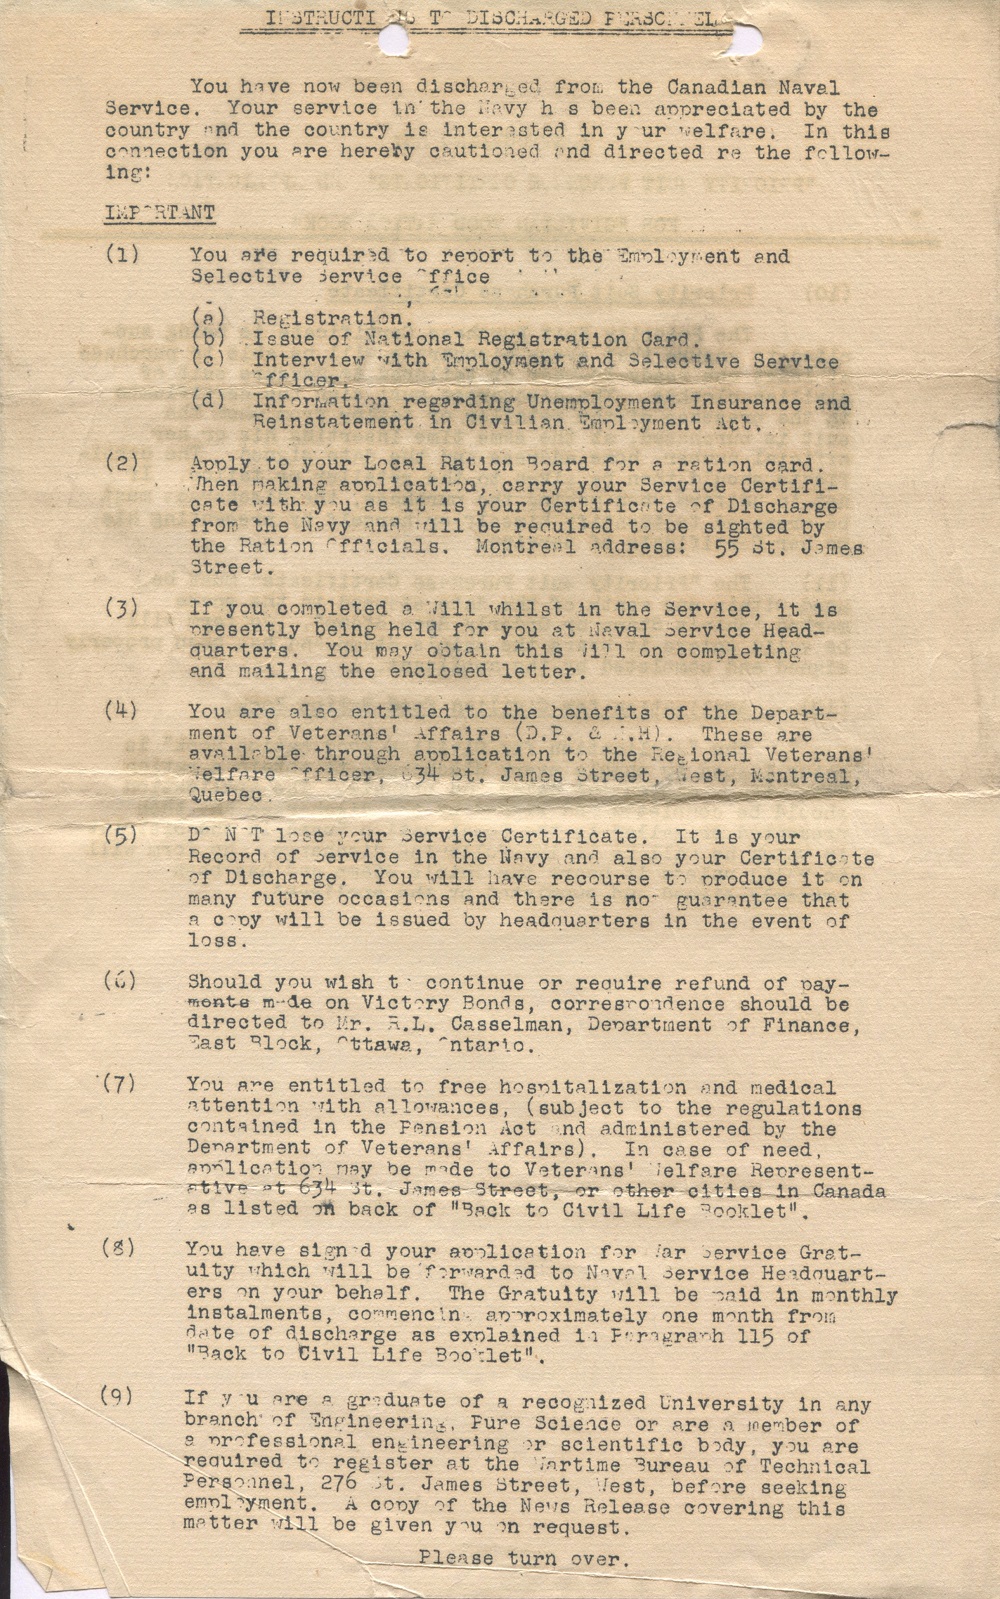 INSTRUCTIONS TO DISCHARGED PERSONNEL
You have now been discharged from the Canadian Naval
Service. Your service in the Navy has been appreciated by the
country and the country is interested in your welfare. In this
connection you are hereby cautioned and directed re the follow-
ing:
IMPORTANT
(1) You are required to report to the Employment and
Selective Service Office
(a) Registration.
(b) Issue of National Registration Card.
(c) Interview with Employment and Selective Service
Officer.
(d) Information regarding Unemployment Insurance and
Reinstatement in Civilian Employment Act.
(2) Apply to your Local Ration Board for a ration card.
When making application, carry your Service Certifi-
cate with you as it is your Certificate of Discharge
from the Navy and will be required to be sighted by
the Ration Officials. Montreal address: 55 St. James
Street.
(3) If you completed a Will whilst in the Service, it is
presently being held for you at Naval Service Head-
quarters. You may obtain this Will on completing
and mailing the enclosed letter.
(4) You are also entitled to the benefits of the Depart-
ment of Veterans' Affairs (D.P. & N.H). These are
available through application to the Regional Veterans'
Welfare Officer, 634 St. James Street, West, Montreal,
Quebec.
(5) DO NOT lose your Service Certificate. It is your
Record of Service in the Navy and also your Certificate
of Discharge. You will have recourse to produce it on
many future occasions and there is no guarantee that
a copy will be issued by headquarters in the event of
loss.
(6) Should you wish to continue or require refund of pay-
ments made on Victory Bonds, correspondence should be
directed to Mr. R.L. Casselman, Department of Finance,
East Block, Ottawa, Ontario.
(7) You are entitled to free hospitalization and medical
attention with allowances, (subject to the regulations
contained in the Pension Act and administered by the
Department of Veterans' Affairs). In case of need,
application may be made to Veterans' Welfare Represent-
ative at 634 St. James Street, or other cities in Canada
as listed on back of "Back to Civil Life Booklet".
(8) You have signed your application for War Service Grat-
uity which will be forwarded to Naval Service Headquart-
ers on your behalf. The Gratuity will be paid in monthly
instalments, commencing approximately one month from
date of discharge as explained in Paragraph 115 of
"Back to Civil Life Booklet".
(9) If you are a graduate of a recognized University in any
branch of Engineering, Pure Science or are a member of
a professional engineering or scientific body, you are
required to register at the Wartime Bureau of Technical
Personnel, 276 St. James Street, West, before seeking
employment. A copy of the News Release covering this
matter will be given you on request.
Please turn over.